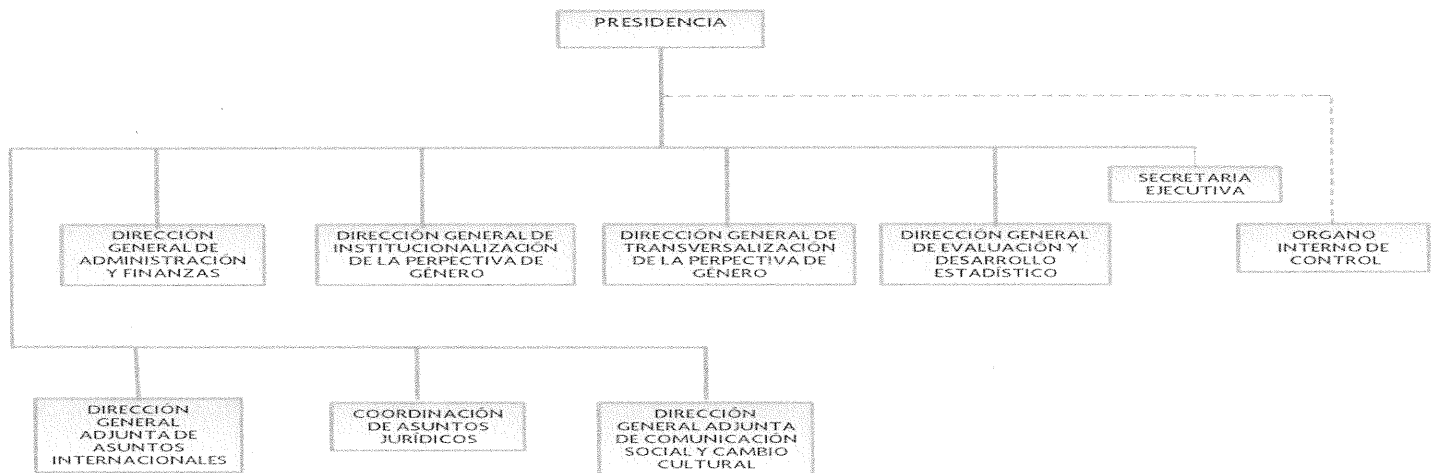 PRESIDENCIA
SECRETARIA
EJECUTIVA
DIRECCIÓN
GENERAL DE
ADMINISTRACIÓN
Y FINANZAS
DIRECCIÓN GENERAL DE
INSTITUCIONALIZACIÓN
DE LA PERPECTIVA DE
GÉNERO
DIRECCIÓN GENERAL DE
TRANSVERSALIZACIÓN
DE LA PERPECTIVA DE
GÉNERO
DIRECCIÓN GENERAL
DE EVALUACIÓN Y
DESARROLLO
ESTADÍSTICO
ORGANO
INTERNO DE
CONTROL
DIRECCIÓN
GENERAL
ADJUNTA DE
ASUNTOS
INTERNACIONALES
COORDINACIÓN
DE ASUNTOS
JURÍDICOS
DIRECCIÓN
GENERAL ADJUNTA
DE COMUNICACIÓN
SOCIAL Y CAMBIO
CULTURAL